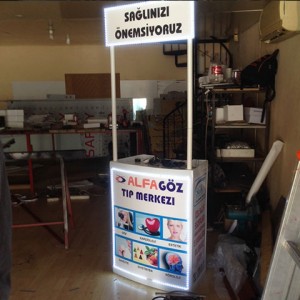 SAĞLINIZI
ÖNEMSİYORUZ
ALFAGÖZ
TIP MERKEZİ